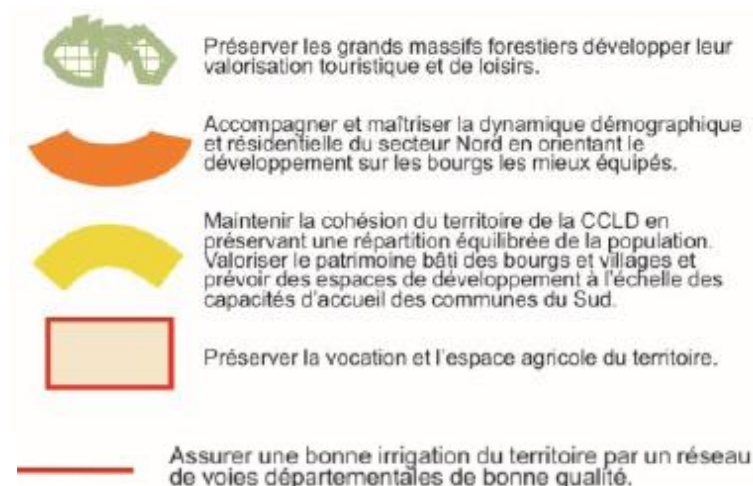 Préserver les grands massifs forestiers développer leur
valorisation touristique et de loisirs.
Accompagner et maîtriser la dynamique démographique
et résidentielle du secteur Nord en orientant le
développement sur les bourgs les mieux équipés.
Maintenir la cohésion du territoire de la CCLD en
préservant une répartition équilibrée de la population.
Valoriser le patrimoine bâti des bourgs et villages et
prévoir des espaces de développement à l'échelle des
capacités d'accueil des communes du Sud.
Préserver la vocation et l'espace agricole du territoire.
Assurer une bonne irrigation du territoire par un réseau
de voies départementales de bonne qualité.